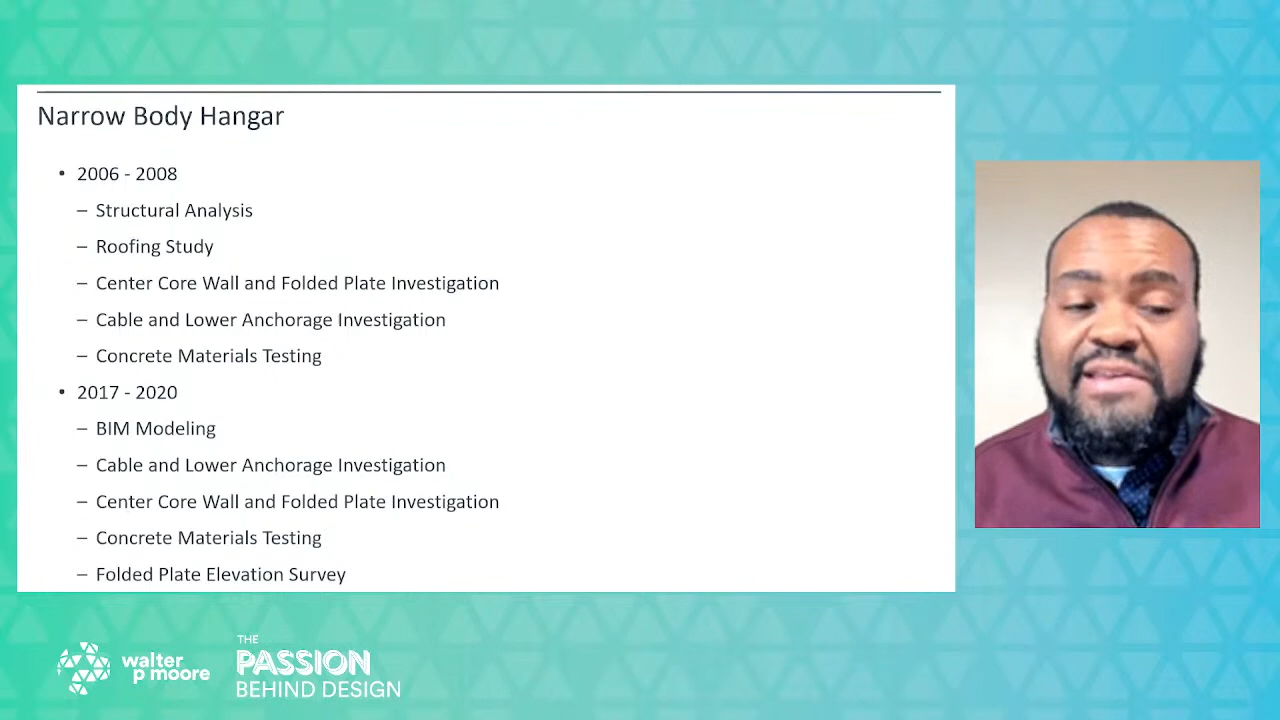 Narrow Body Hangar
• 2006 - 2008
– Structural Analysis
– Roofing Study
– Center Core Wall and Folded Plate Investigation
– Cable and Lower Anchorage Investigation
– Concrete Materials Testing
• 2017 - 2020
– BIM Modeling
– Cable and Lower Anchorage Investigation
– Center Core Wall and Folded Plate Investigation
– Concrete Materials Testing
– Folded Plate Elevation Survey
walter
p moore
THE
PASSION
BEHIND DESIGN